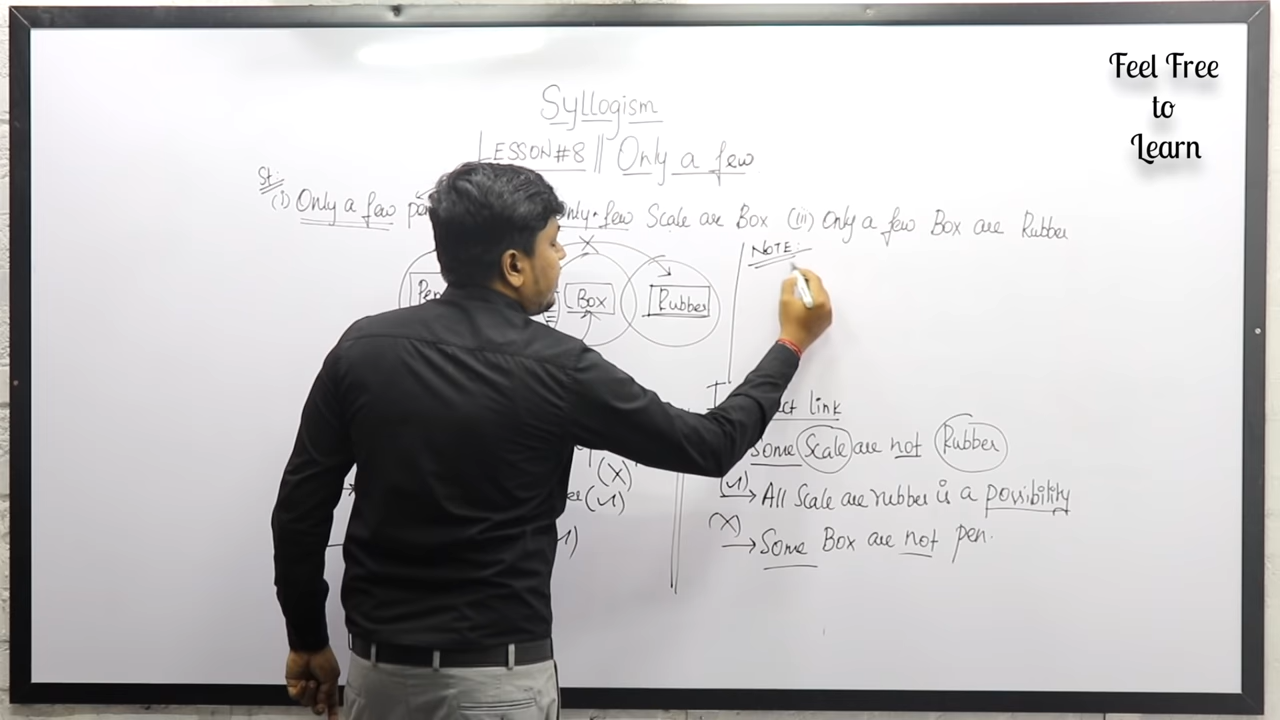 Feel Free
to
Learn
Syllogism
LESSON#8 || Only a few
St:
(i) Only a few Only a few Scale are Box (iii) Only a few Box are Rubber
NOTE:-
Pen Box Rubber
link
Some Scale are not Rubber
(X)
(✓) → All Scale are rubber is a possibility
(✓)
(X) → Some Box are not pen.